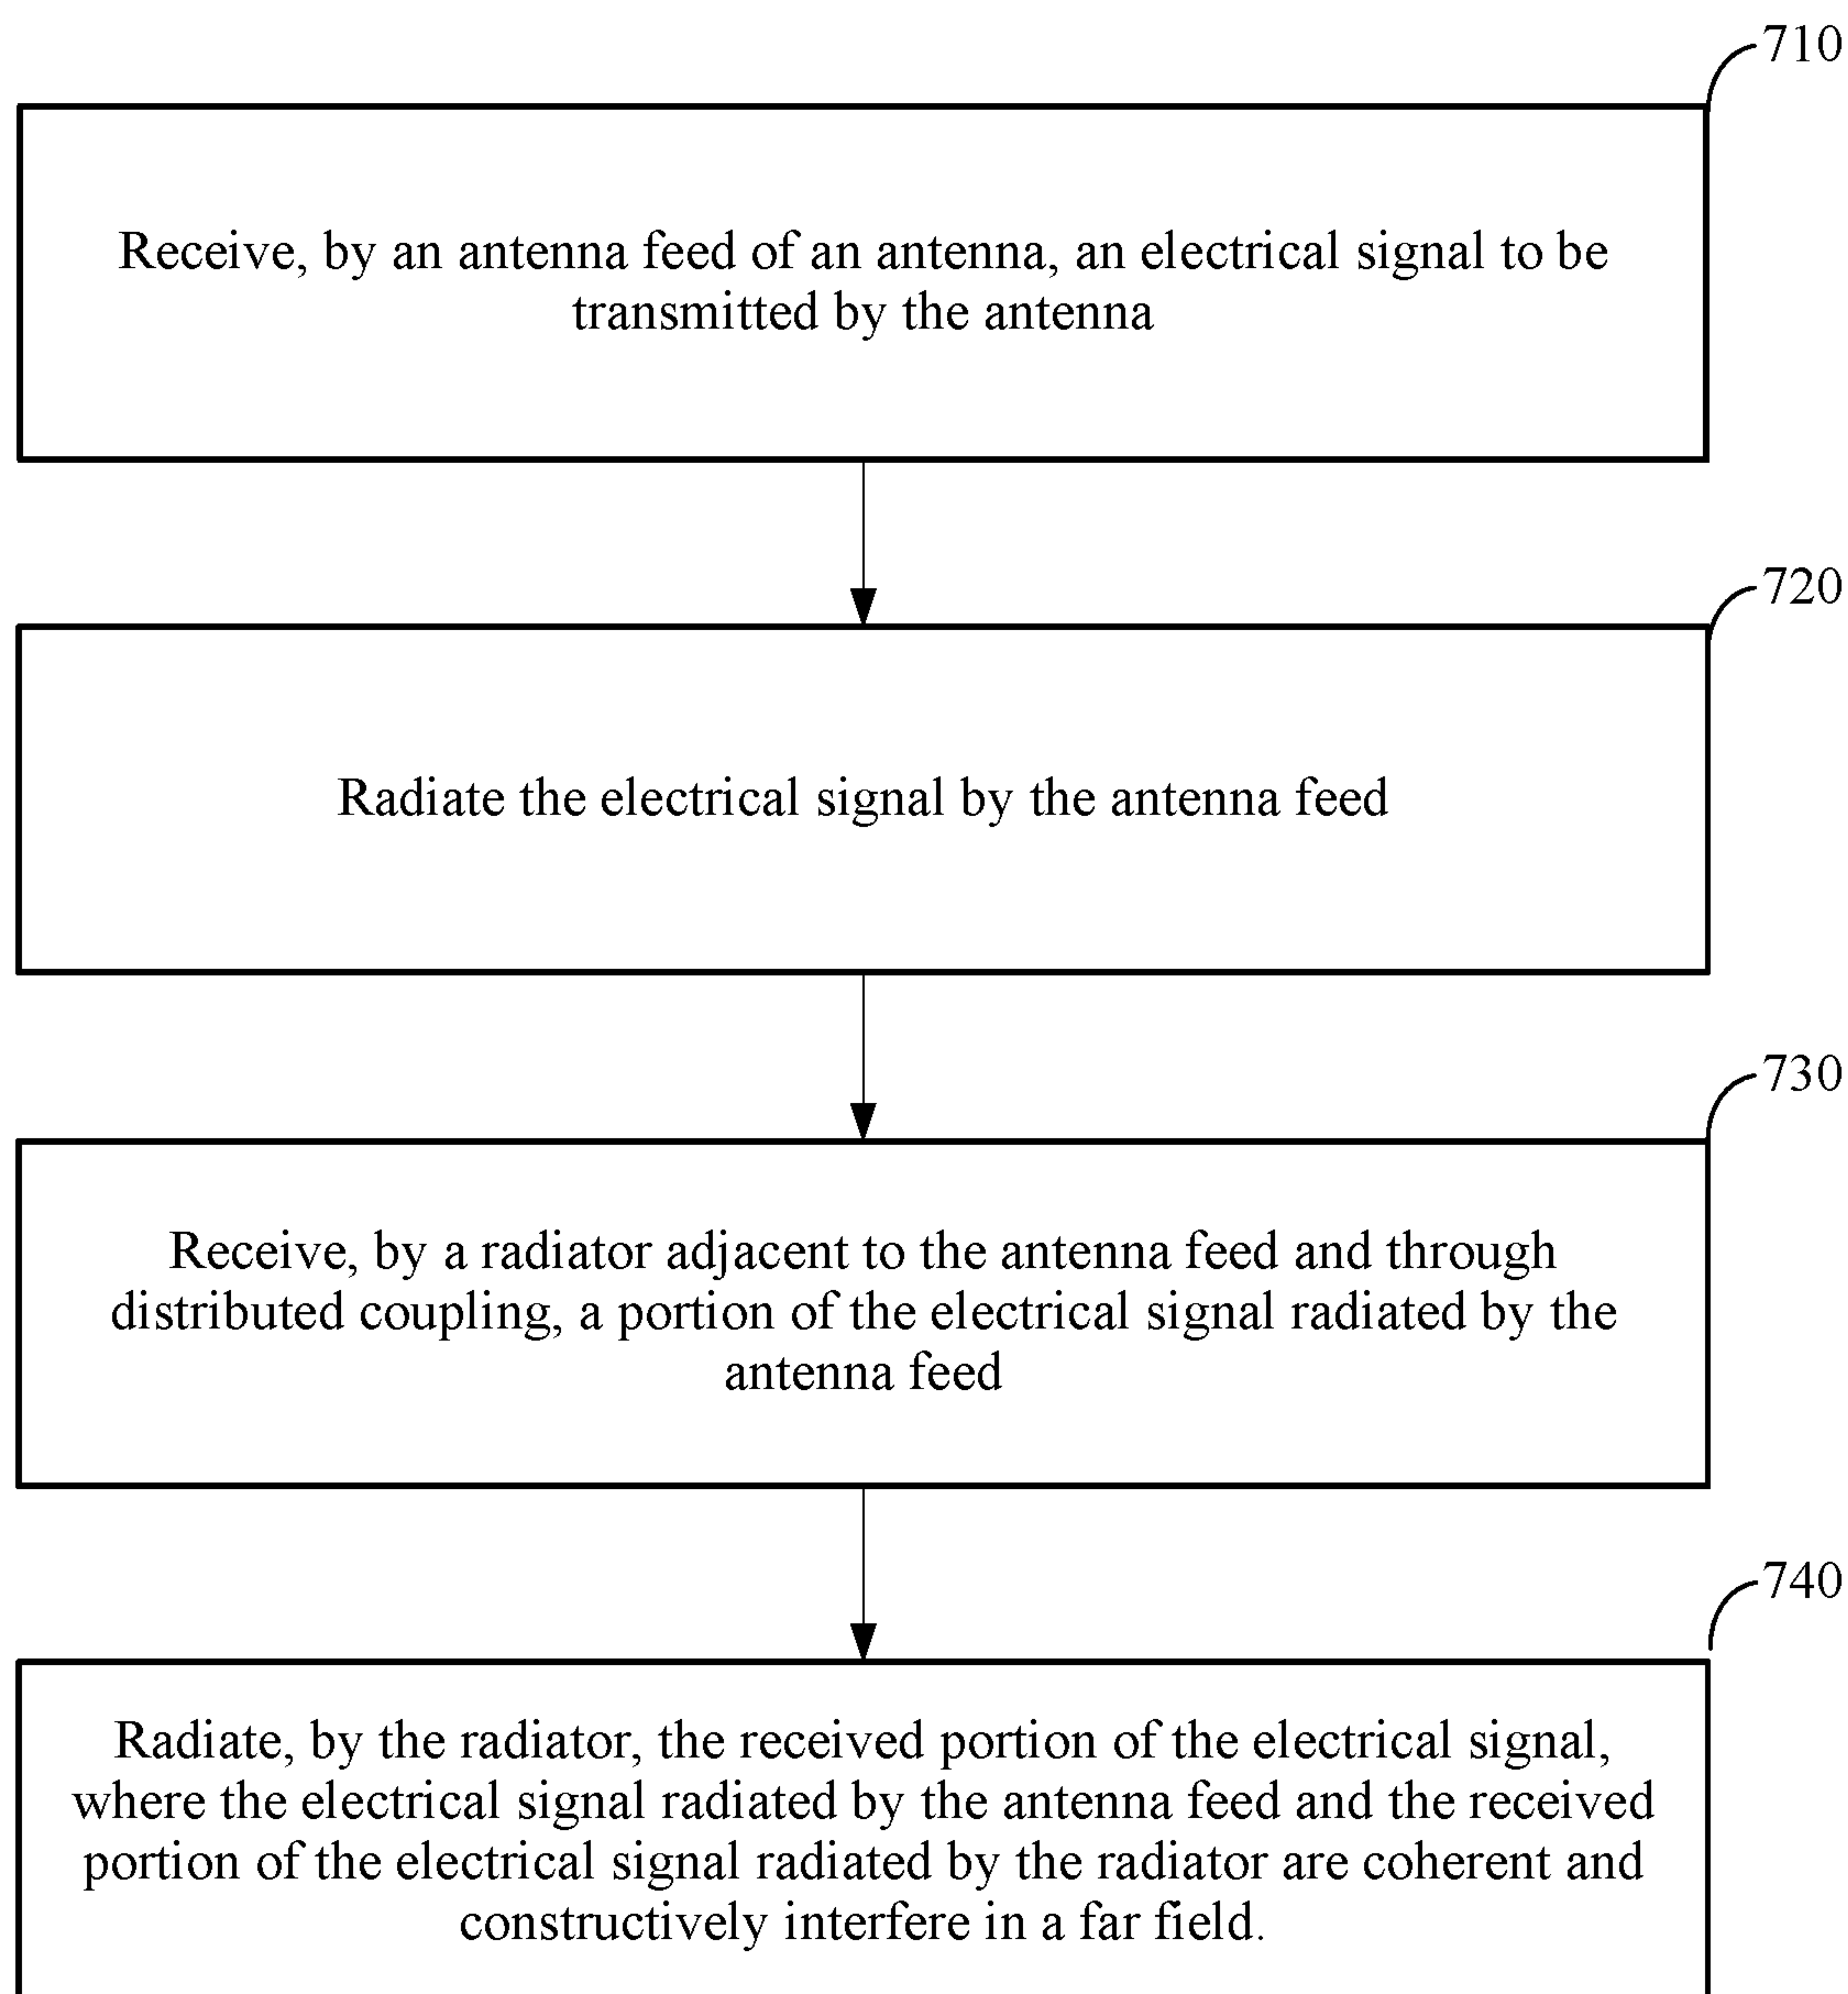 710
Receive, by an antenna feed of an antenna, an electrical signal to be
transmitted by the antenna
720
Radiate the electrical signal by the antenna feed
730
Receive, by a radiator adjacent to the antenna feed and through
distributed coupling, a portion of the electrical signal radiated by the
antenna feed
740
Radiate, by the radiator, the received portion of the electrical signal,
where the electrical signal radiated by the antenna feed and the received
portion of the electrical signal radiated by the radiator are coherent and
constructively interfere in a far field.